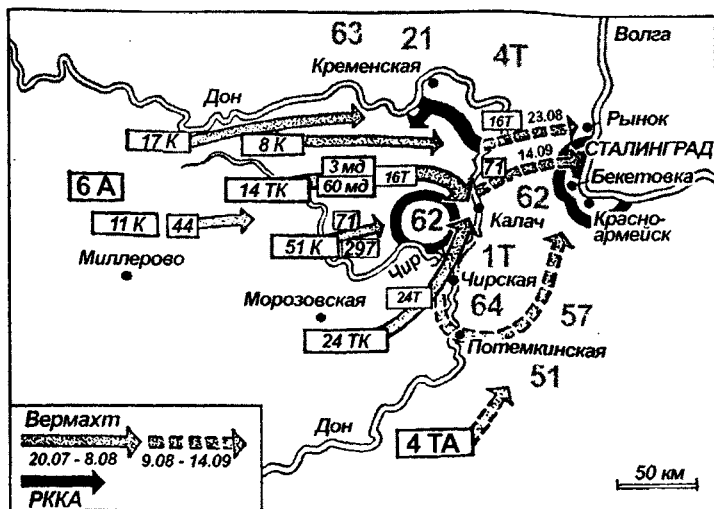 63
21
4Т
Волга
Кременская
Дон
16Т
23.08
Рынок
17 К
8 К
14.09
СТАЛИНГРАД
3 мд
71
6 А
14 ТК
60 мд
16Т
62
Бекетовка
11 К
44
71
62
Калач
Красно-
армейск
51 К
297
Миллерово
Чир
1Т
Чирская
Морозовская
24Т
64
57
24 ТК
Потемкинская
51
Дон
4 ТА
Вермахт
20.07 - 8.08
9.08 - 14.09
РККА
50 км